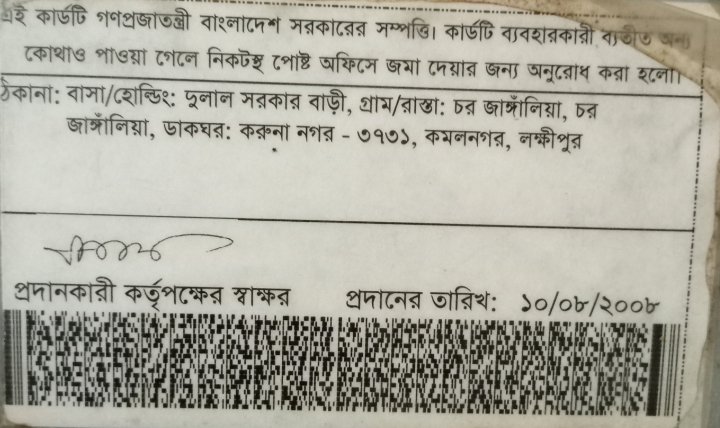 এই কার্ডটি গণপ্রজাতন্ত্রী বাংলাদেশ সরকারের সম্পত্তি। কার্ডটি ব্যবহারকারী ব্যতীত অন্য
কোথাও পাওয়া গেলে নিকটস্থ পোষ্ট অফিসে জমা দেয়ার জন্য অনুরোধ করা হলো।
ঠিকানা: বাসা/হোল্ডিং: দুলাল সরকার বাড়ী, গ্রাম/রাস্তা: চর জাঙ্গাঁলিয়া, চর
জাঙ্গাঁলিয়া, ডাকঘর: করুনা নগর - ৩৭৩১, কমলনগর, লক্ষীপুর
প্রদানকারী কর্তৃপক্ষের স্বাক্ষর প্রদানের তারিখ: ১০/০৮/২০০৮